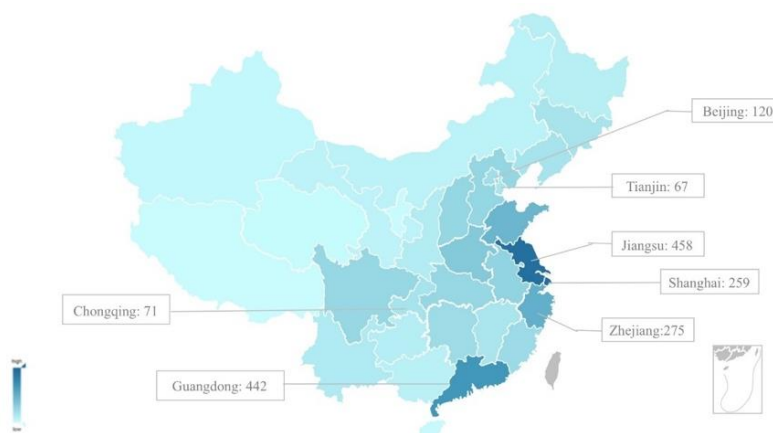 Beijing: 120
Tianjin: 67
Jiangsu: 458
Shanghai: 259
Chongqing: 71
Zhejiang:275
Guangdong: 442
high
low